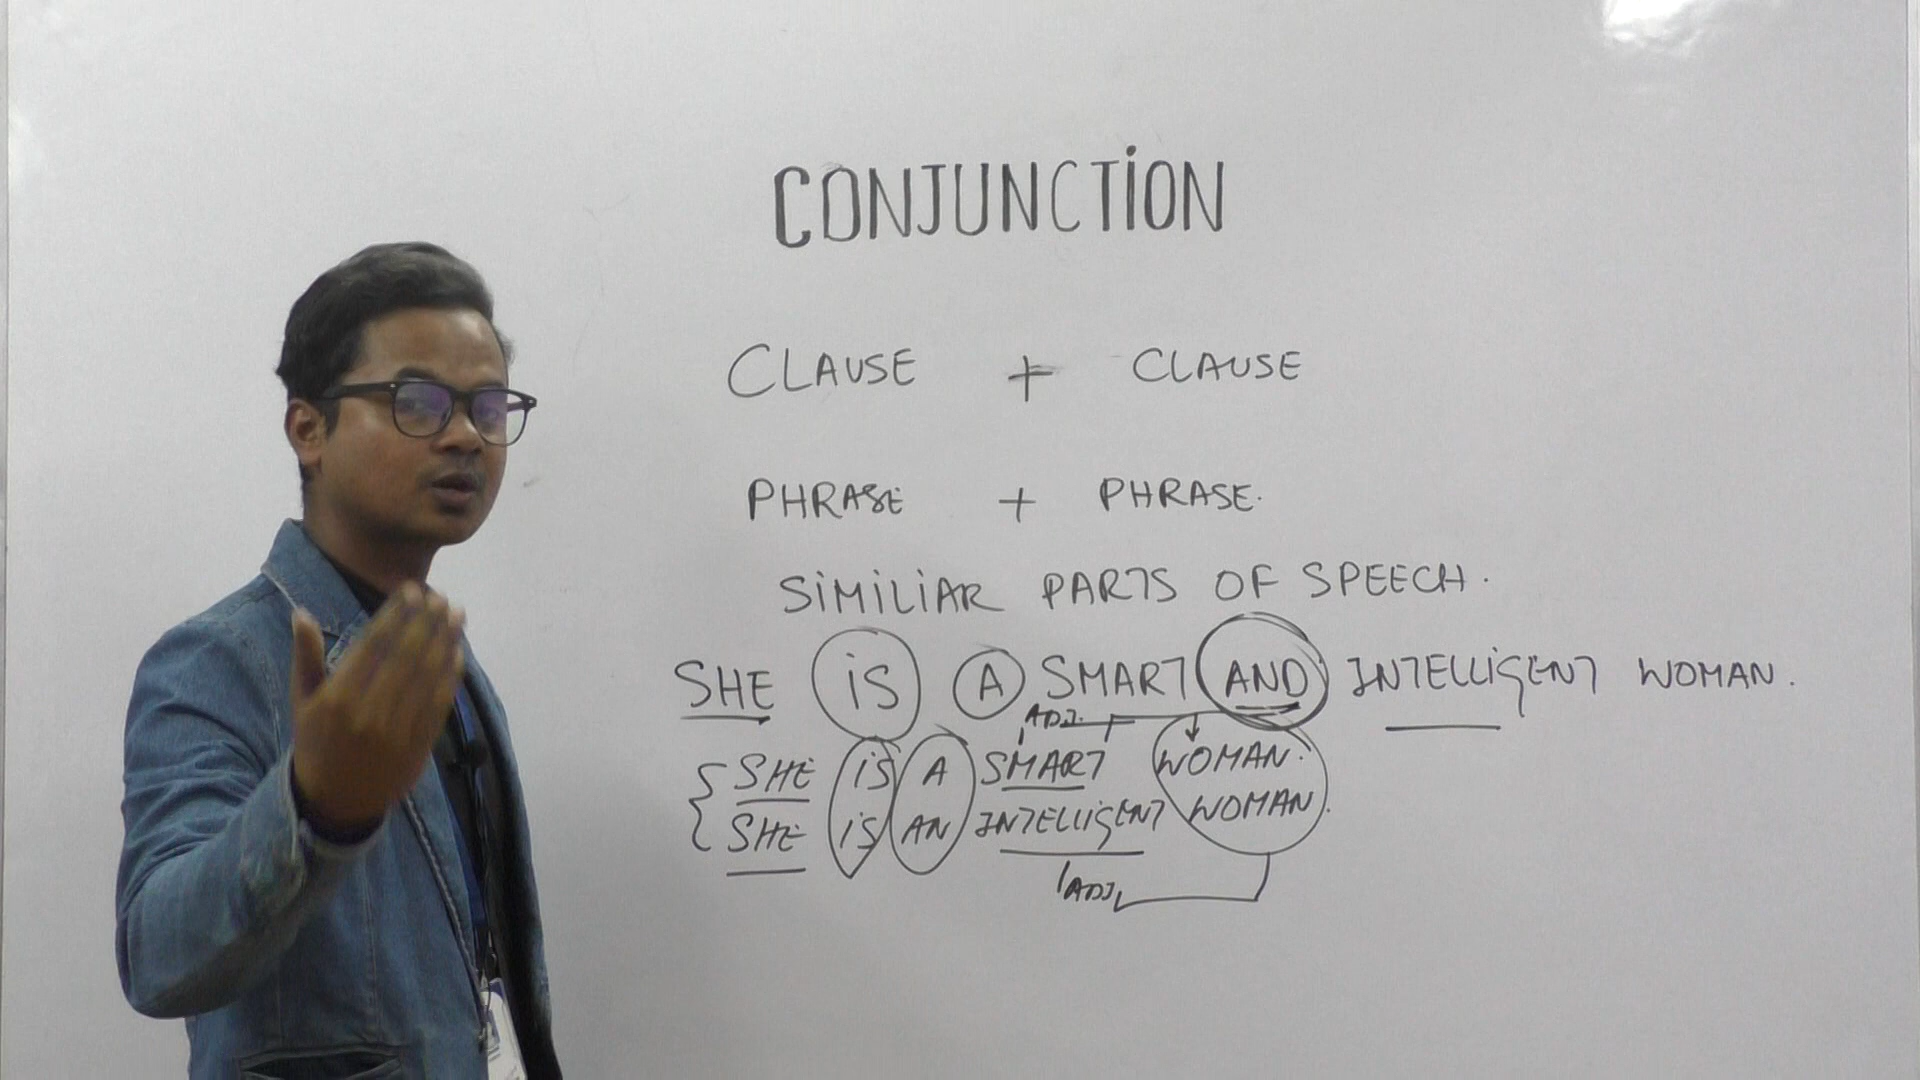 CONJUNCTION
CLAUSE + CLAUSE
PHRASE + PHRASE.
SIMILIAR PARTS OF SPEECH.
SHE IS A SMART AND INTELLIGENT WOMAN.
ADJ.
SHE IS A SMART WOMAN.
SHE IS AN INTELLIGENT WOMAN.
ADJ